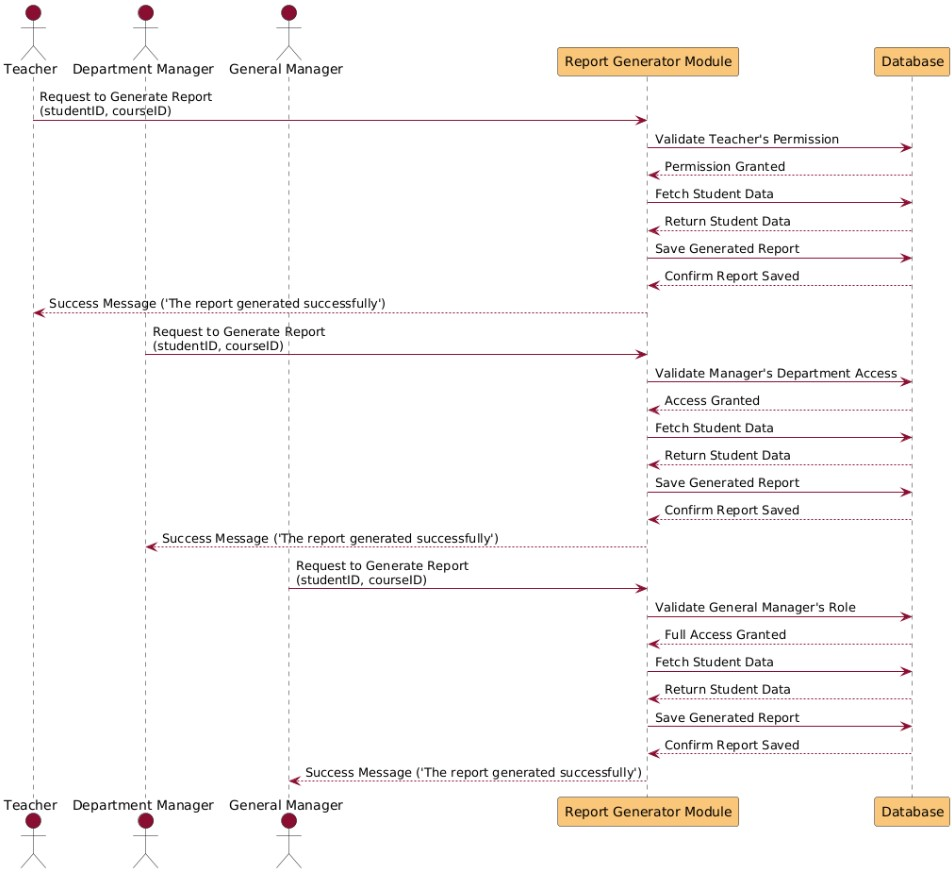 Teacher
Department Manager
General Manager
Report Generator Module
Database
Request to Generate Report
(studentID, courseID)
Validate Teacher's Permission
Permission Granted
Fetch Student Data
Return Student Data
Save Generated Report
Confirm Report Saved
Success Message ('The report generated successfully')
Request to Generate Report
(studentID, courseID)
Validate Manager's Department Access
Access Granted
Fetch Student Data
Return Student Data
Save Generated Report
Confirm Report Saved
Success Message ('The report generated successfully')
Request to Generate Report
(studentID, courseID)
Validate General Manager's Role
Full Access Granted
Fetch Student Data
Return Student Data
Save Generated Report
Confirm Report Saved
Success Message ('The report generated successfully')
Teacher
Department Manager
General Manager
Report Generator Module
Database